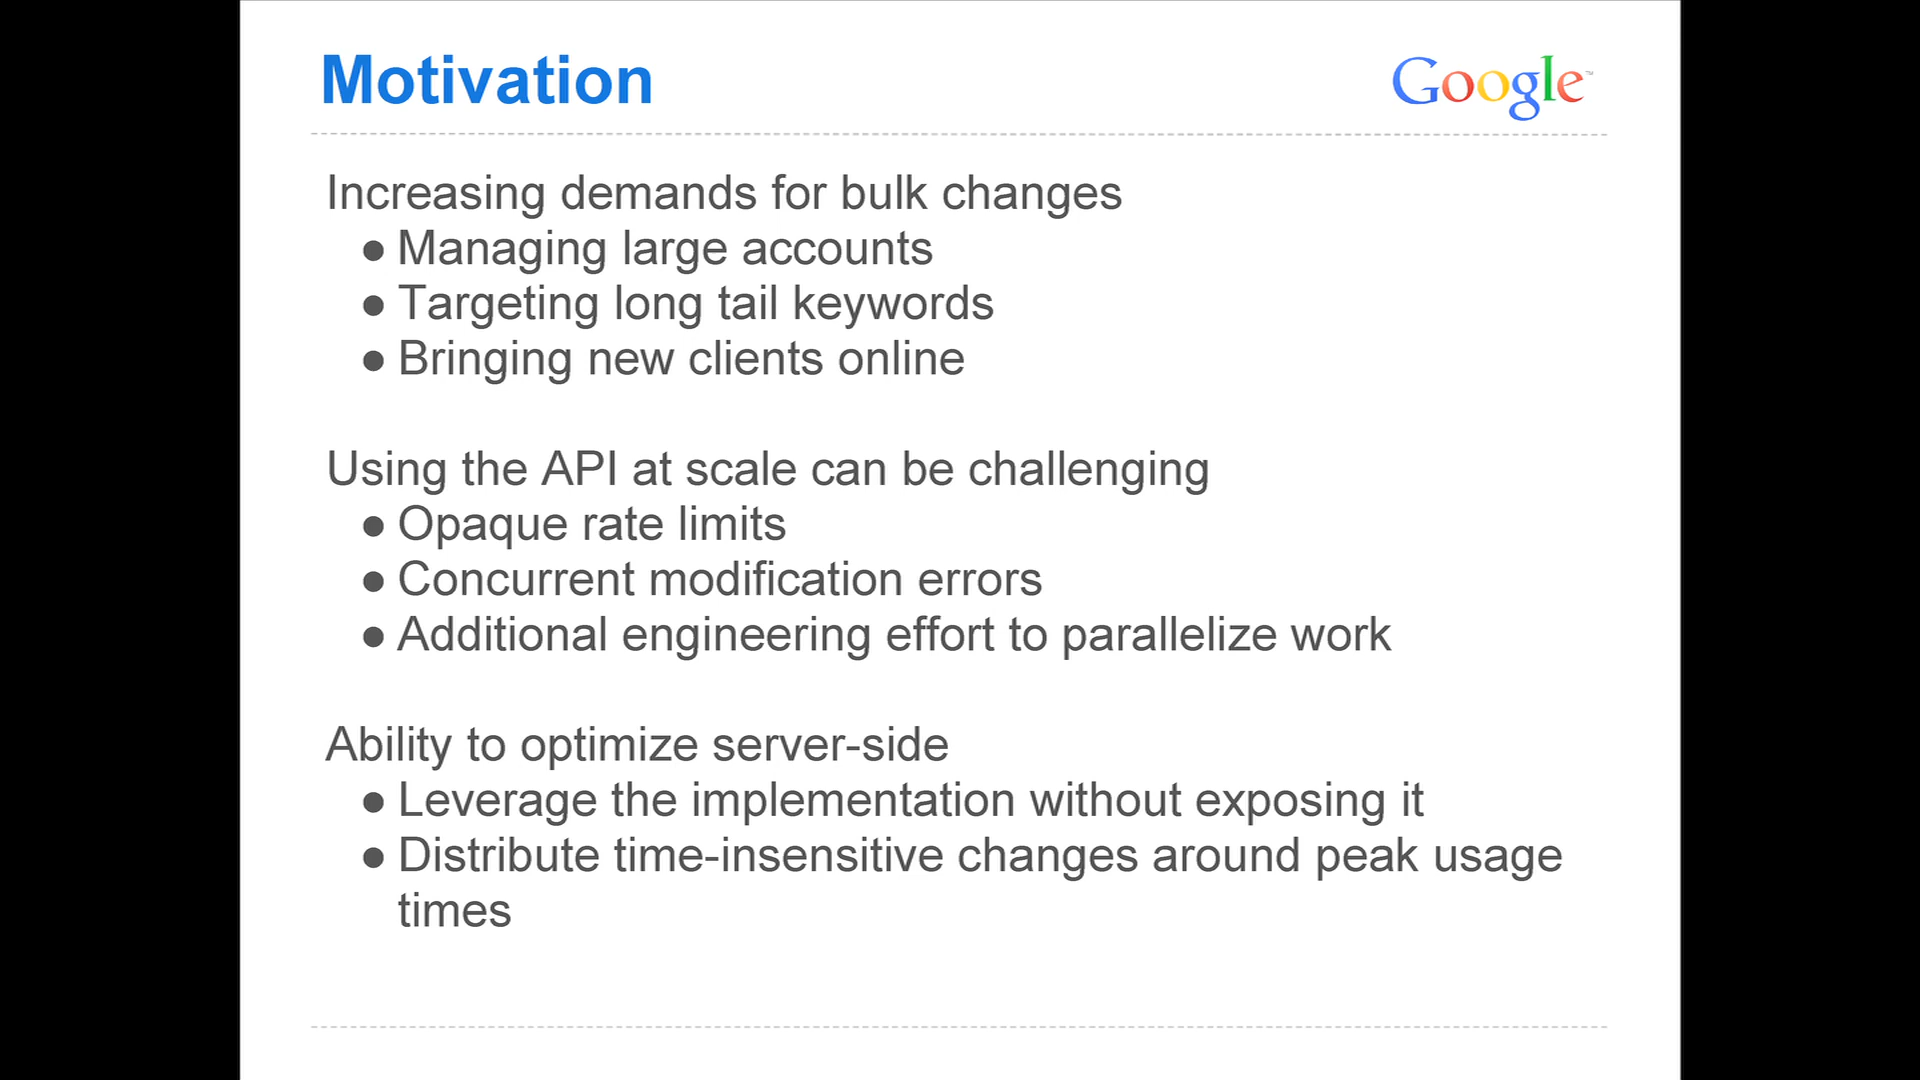 Motivation
Google™
Increasing demands for bulk changes
● Managing large accounts
● Targeting long tail keywords
● Bringing new clients online
Using the API at scale can be challenging
● Opaque rate limits
● Concurrent modification errors
● Additional engineering effort to parallelize work
Ability to optimize server-side
● Leverage the implementation without exposing it
● Distribute time-insensitive changes around peak usage
times